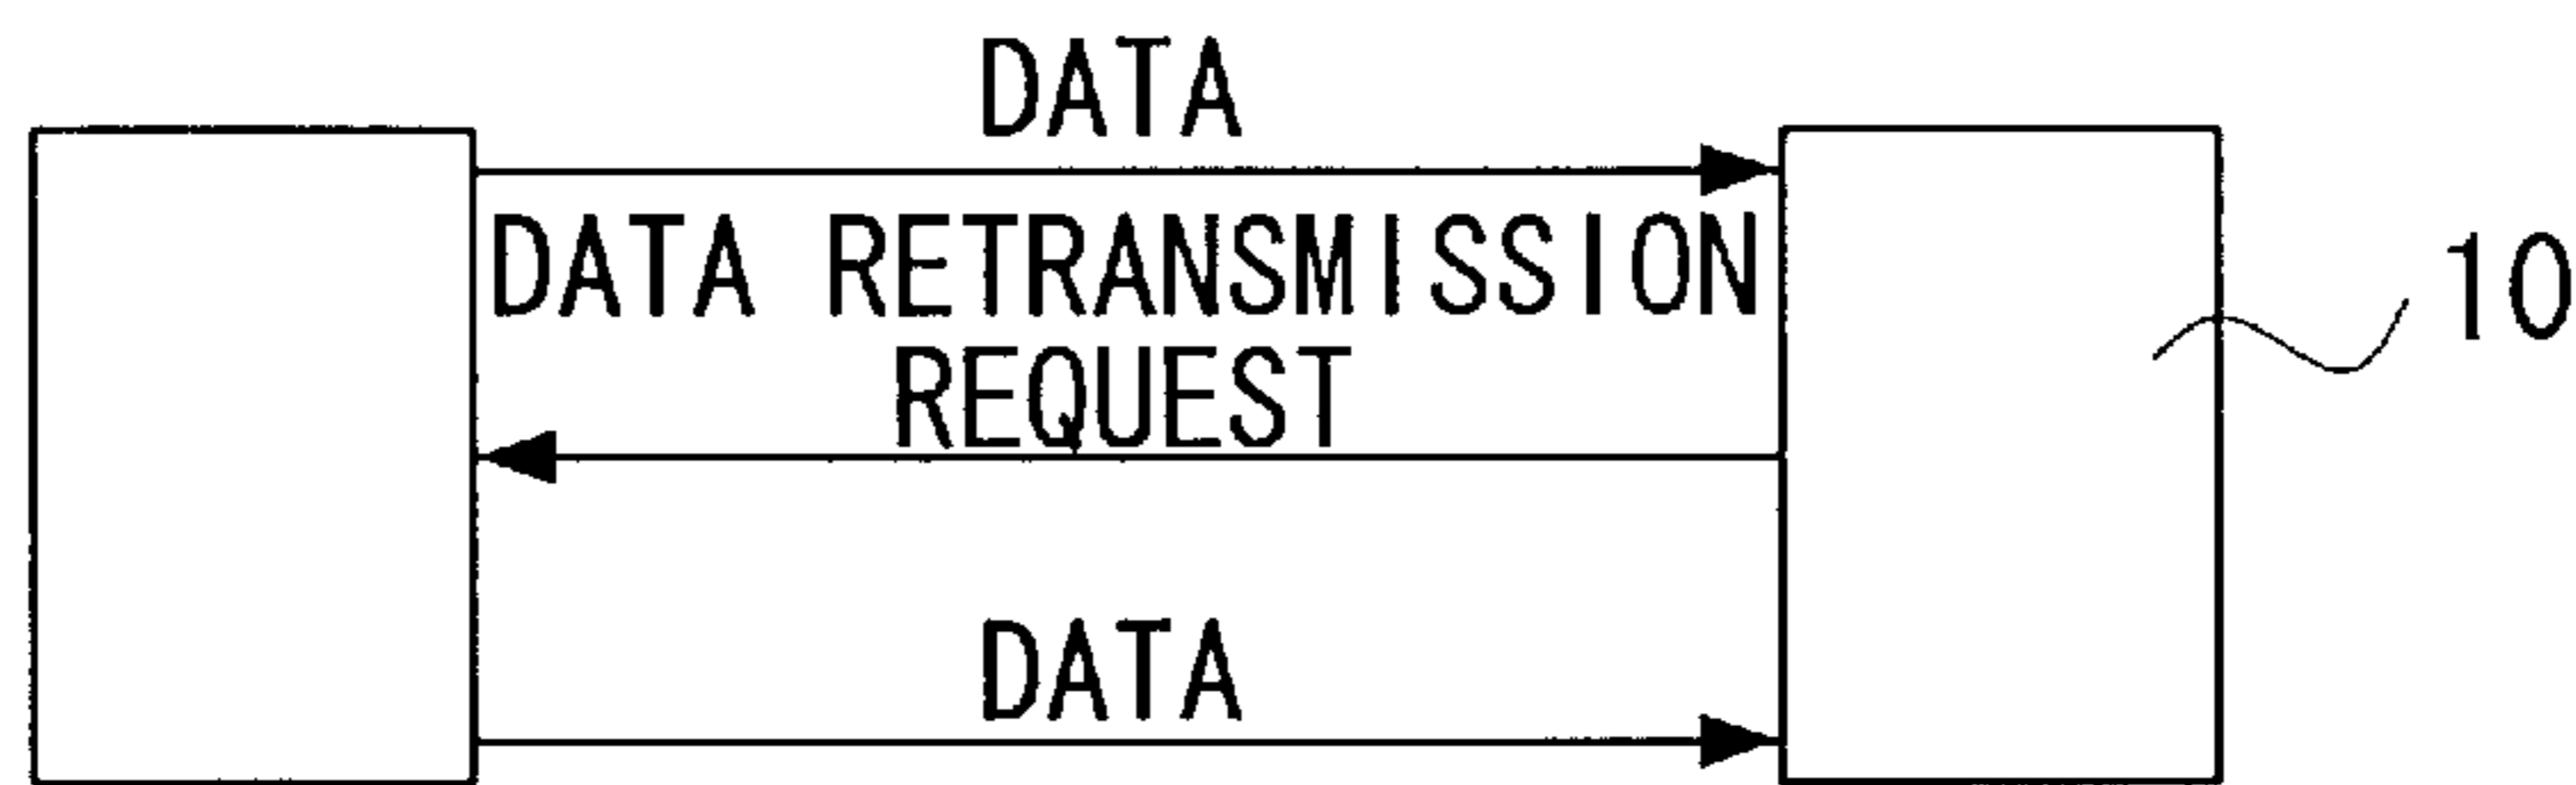 DATA
DATA RETRANSMISSION
REQUEST
10
DATA